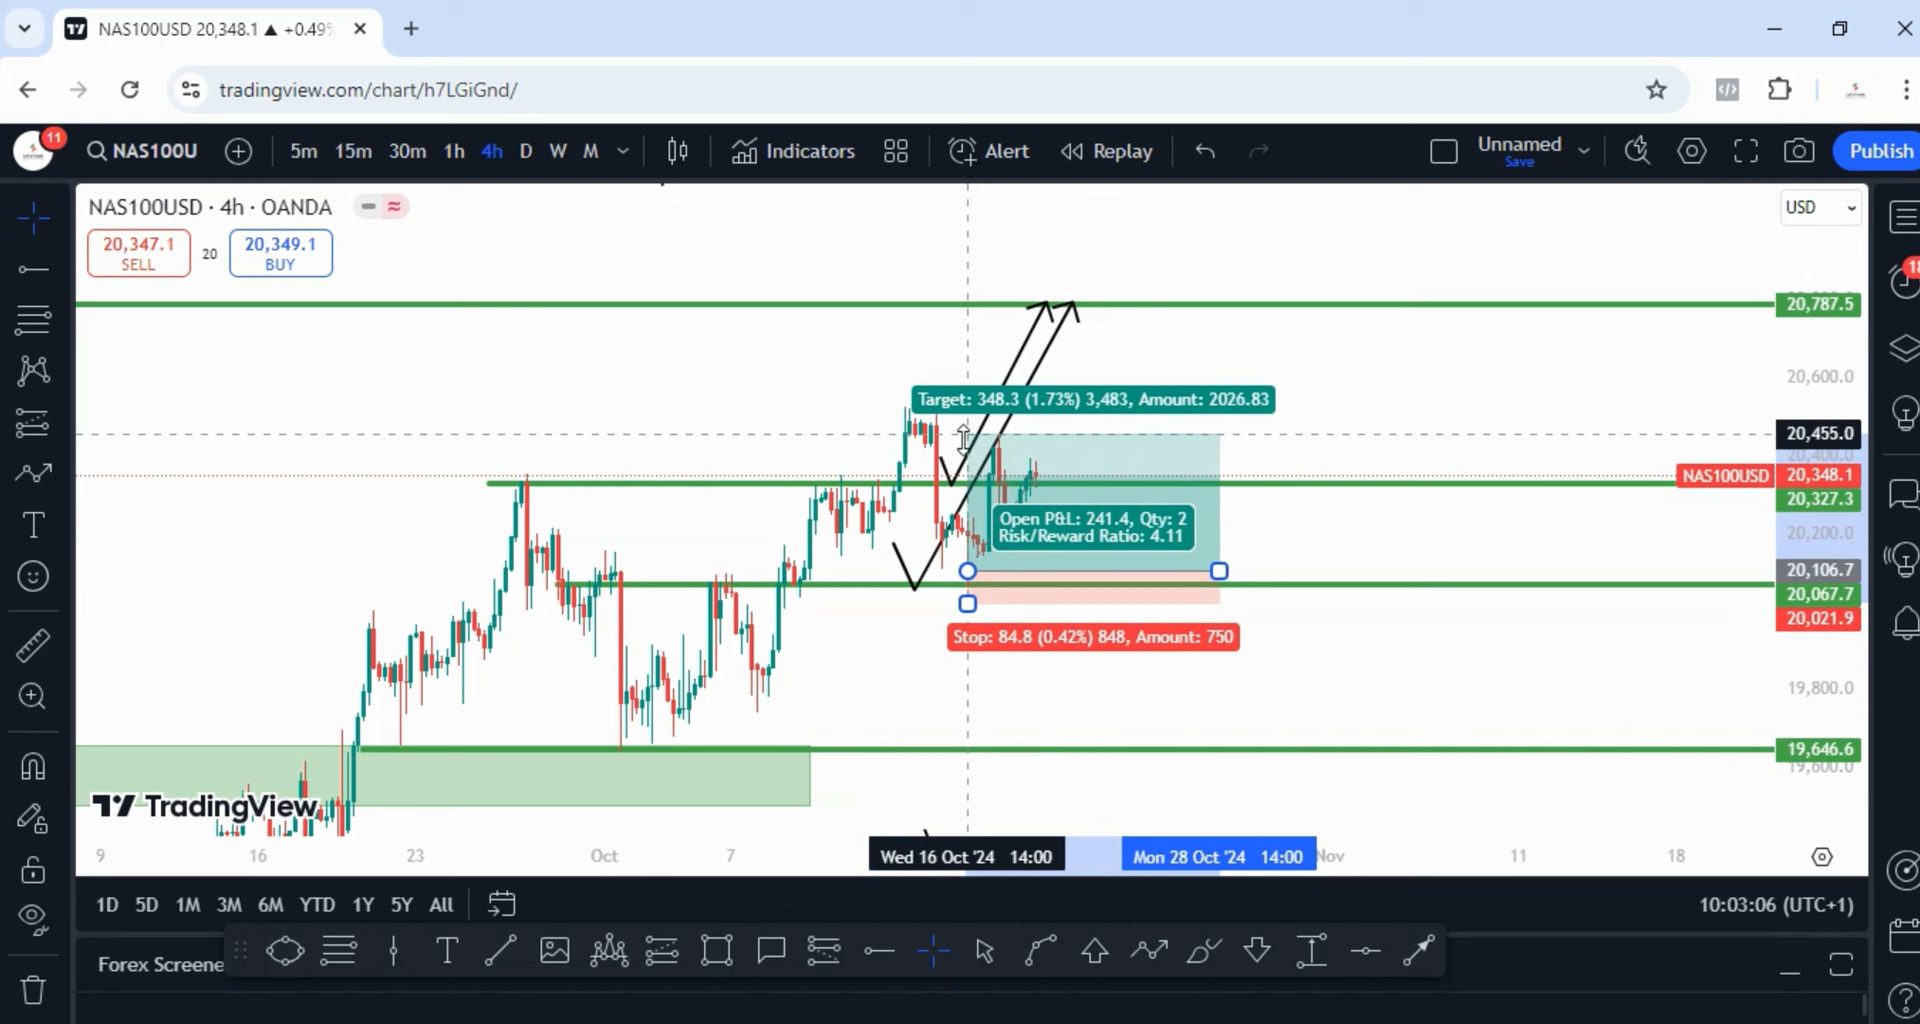 NAS100USD 20,348.1 ▲ +0.49%
tradingview.com/chart/h7LGiGnd/
11
NAS100U
5m 15m 30m 1h 4h D W M
Indicators
Alert
Replay
Unnamed
Save
Publish
NAS100USD · 4h · OANDA
USD
20,347.1
SELL
20
20,349.1
BUY
20,787.5
20,600.0
Target: 348.3 (1.73%) 3,483, Amount: 2026.83
20,455.0
20,400.0
NAS100USD 20,348.1
20,327.3
Open P&L: 241.4, Qty: 2
Risk/Reward Ratio: 4.11
20,200.0
20,106.7
20,067.7
20,021.9
Stop: 84.8 (0.42%) 848, Amount: 750
19,800.0
19,646.6
19,600.0
TradingView
9 16 23 Oct 7 Wed 16 Oct '24 14:00 Mon 28 Oct '24 14:00 Nov 11 18
1D 5D 1M 3M 6M YTD 1Y 5Y All
10:03:06 (UTC+1)
Forex Screene